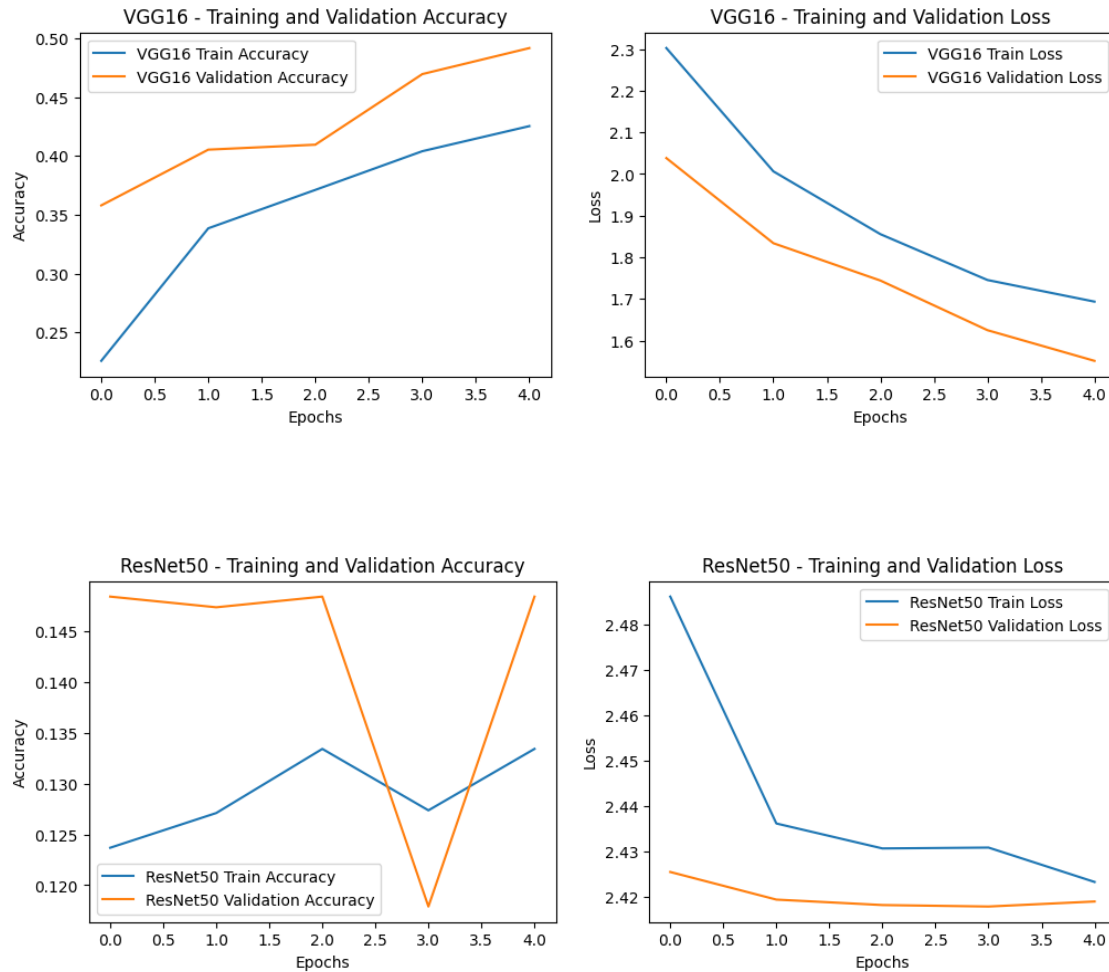 VGG16 - Training and Validation Accuracy
VGG16 Train Accuracy
VGG16 Validation Accuracy
0.50
0.45
0.40
0.35
0.30
0.25
Accuracy
0.0 0.5 1.0 1.5 2.0 2.5 3.0 3.5 4.0
Epochs
VGG16 - Training and Validation Loss
VGG16 Train Loss
VGG16 Validation Loss
2.3
2.2
2.1
2.0
1.9
1.8
1.7
1.6
Loss
0.0 0.5 1.0 1.5 2.0 2.5 3.0 3.5 4.0
Epochs
ResNet50 - Training and Validation Accuracy
0.145
0.140
0.135
0.130
0.125
0.120
Accuracy
ResNet50 Train Accuracy
ResNet50 Validation Accuracy
0.0 0.5 1.0 1.5 2.0 2.5 3.0 3.5 4.0
Epochs
ResNet50 - Training and Validation Loss
ResNet50 Train Loss
ResNet50 Validation Loss
2.48
2.47
2.46
2.45
2.44
2.43
2.42
Loss
0.0 0.5 1.0 1.5 2.0 2.5 3.0 3.5 4.0
Epochs